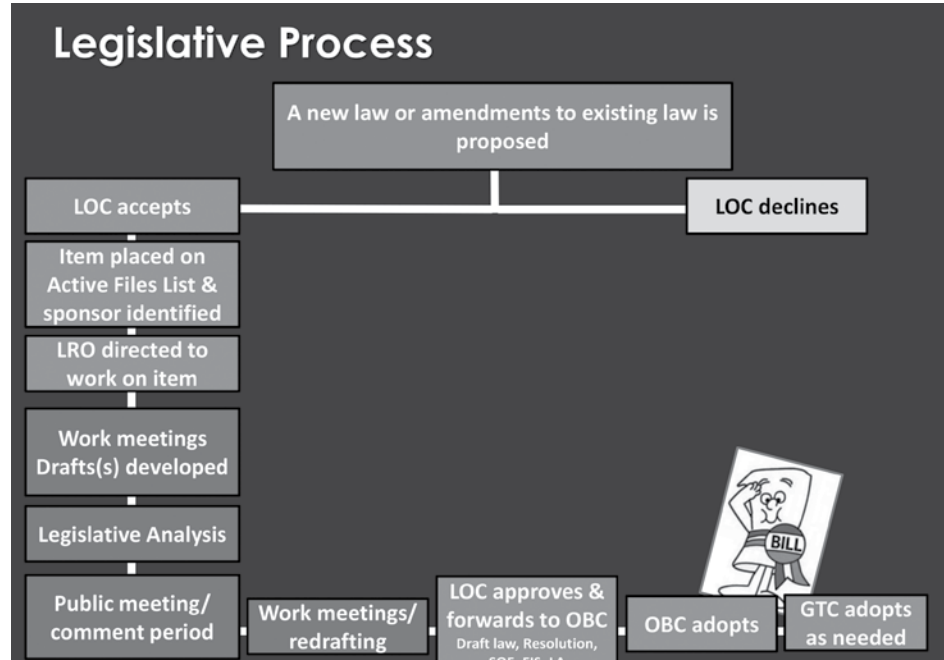 Legislative Process
A new law or amendments to existing law is
proposed
LOC accepts
LOC declines
Item placed on
Active Files List &
sponsor identified
LRO directed to
work on item
Work meetings
Drafts(s) developed
Legislative Analysis
Public meeting/
comment period
Work meetings/
redrafting
LOC approves &
forwards to OBC
Draft law, Resolution,
OBC adopts
BILL
GTC adopts
as needed